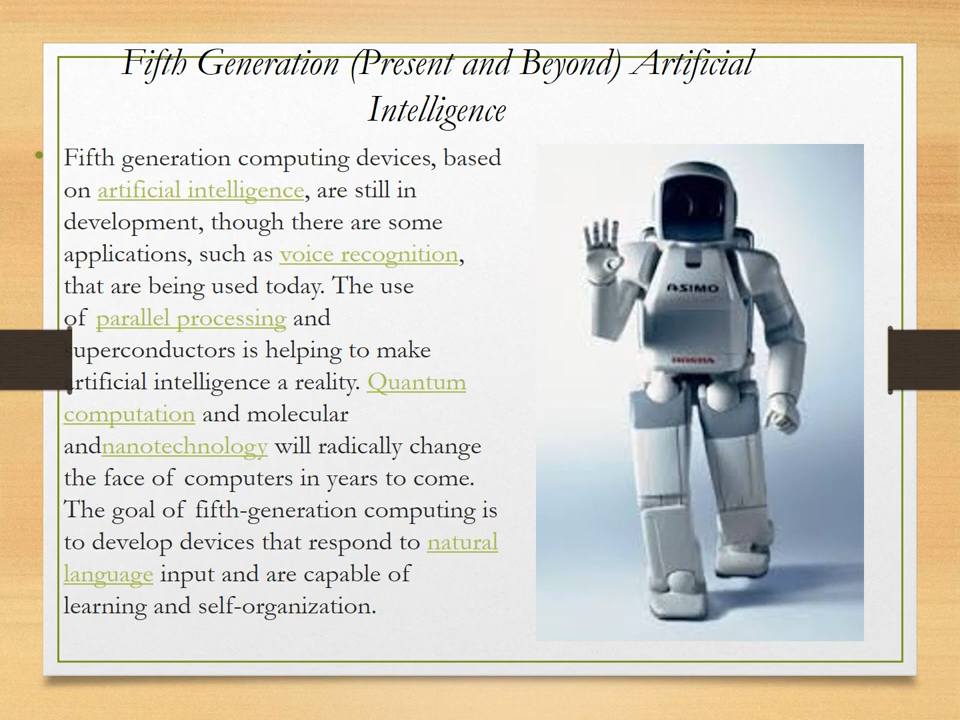 Fifth Generation (Present and Beyond) Artificial
Intelligence
• Fifth generation computing devices, based
on artificial intelligence, are still in
development, though there are some
applications, such as voice recognition,
that are being used today. The use
of parallel processing and
superconductors is helping to make
artificial intelligence a reality. Quantum
computation and molecular
andnanotechnology will radically change
the face of computers in years to come.
The goal of fifth-generation computing is
to develop devices that respond to natural
language input and are capable of
learning and self-organization.
ASIMO
HONDA